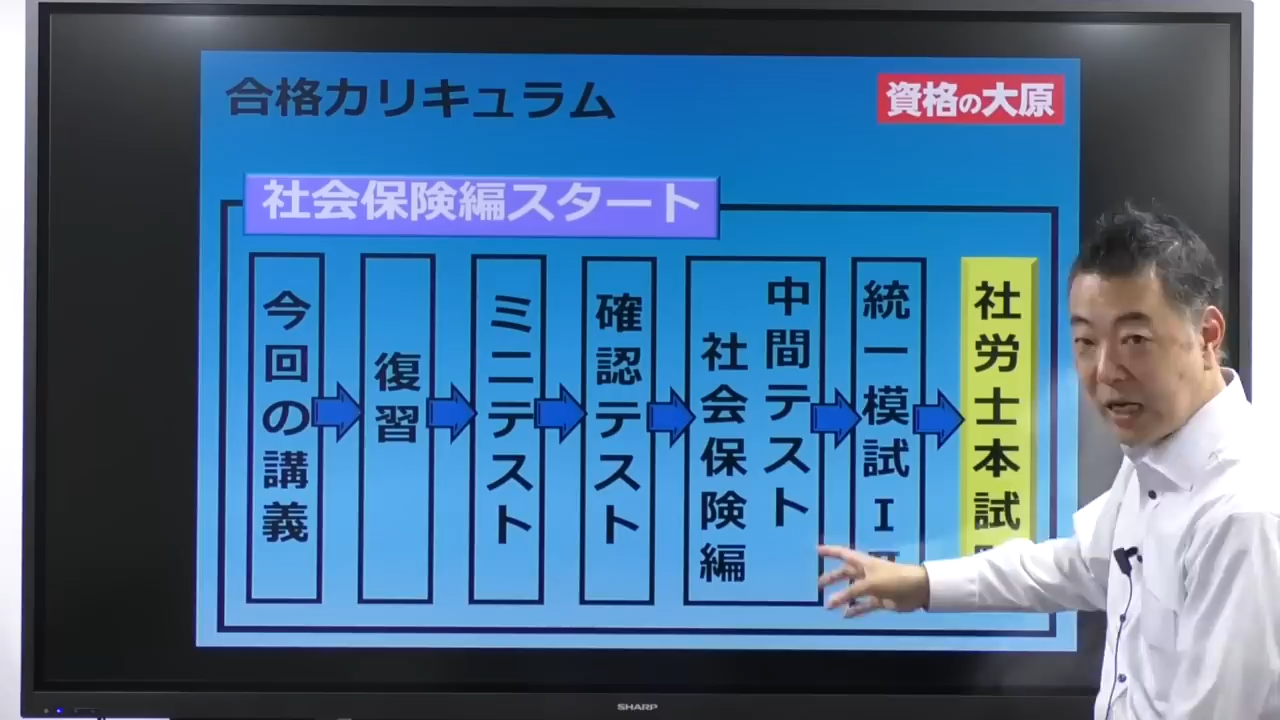 合格カリキュラム
資格の大原
社会保険編スタート
今回の講義
復習
ミニテスト
確認テスト
中間テスト
社会保険編
統一模試Ⅰ
社労士本試
SHARP